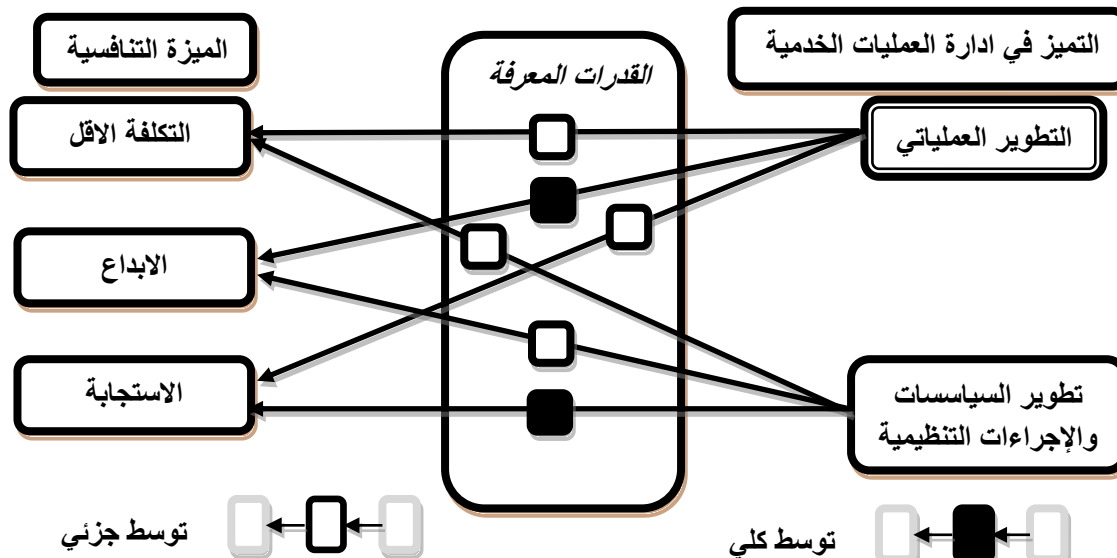 التميز في ادارة العمليات الخدمية
القدرات المعرفة
الميزة التنافسية
التطوير العملياتي
التكلفة الاقل
الابداع
تطوير السياسسات
والإجراءات التنظيمية
الاستجابة
توسط كلي
توسط جزئي